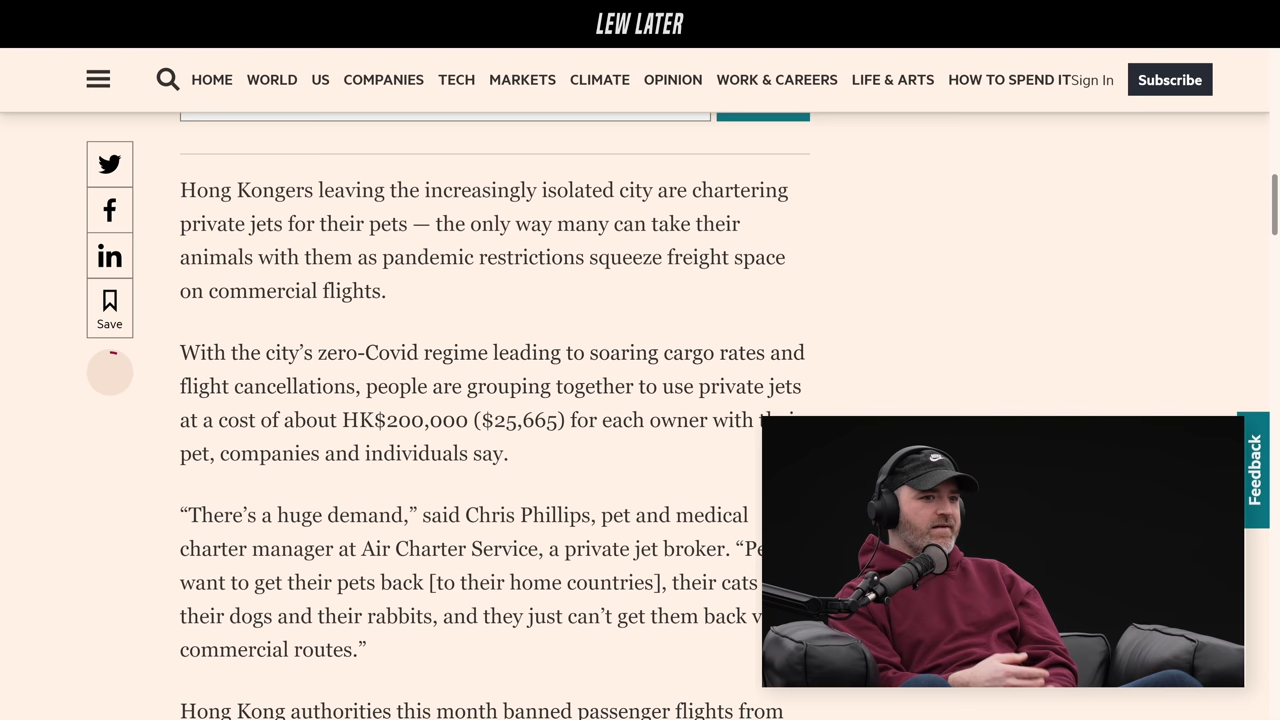 LEW LATER
HOME WORLD US COMPANIES TECH MARKETS CLIMATE OPINION WORK & CAREERS LIFE & ARTS HOW TO SPEND IT Sign In Subscribe
Save
Hong Kongers leaving the increasingly isolated city are chartering
private jets for their pets — the only way many can take their
animals with them as pandemic restrictions squeeze freight space
on commercial flights.
With the city’s zero-Covid regime leading to soaring cargo rates and
flight cancellations, people are grouping together to use private jets
at a cost of about HK$200,000 ($25,665) for each owner with
pet, companies and individuals say.
“There’s a huge demand,” said Chris Phillips, pet and medical
charter manager at Air Charter Service, a private jet broker.
want to get their pets back [to their home countries], their cats
their dogs and their rabbits, and they just can’t get them back
commercial routes.”
Hong Kong authorities this month banned passenger flights from
Feedback